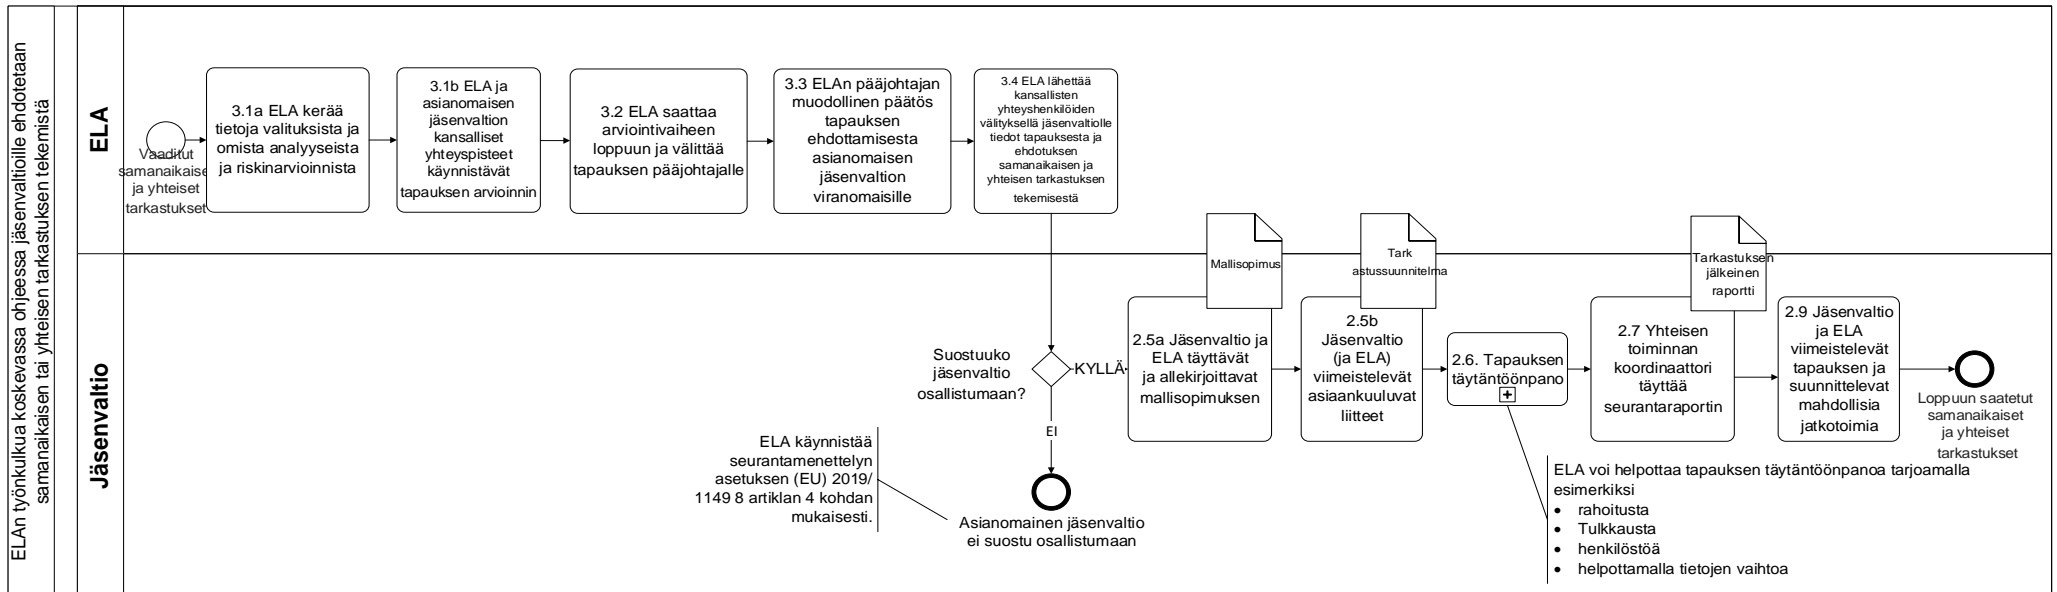 ELAn työnkulkua koskevassa ohjeessa jäsenvaltioille ehdotetaan
samanaikaisen tai yhteisen tarkastuksen tekemistä
ELA
Vaaditut
samanaikaise
ja yhteiset
tarkastukset
3.1a ELA kerää
tietoja valituksista ja
omista analyyseista
ja riskinarvioinnista
3.1b ELA ja
asianomaisen
jäsenvaltion
kansalliset
yhteyspisteet
käynnistävät
tapauksen arvioinnin
3.2 ELA saattaa
arviointivaiheen
loppuun ja välittää
tapauksen pääjohtajalle
3.3 ELAn pääjohtajan
muodollinen päätös
tapauksen
ehdottamisesta
asianomaisen
jäsenvaltion
viranomaisille
3.4 ELA lähettää
kansallisten
yhteyshenkilöiden
välityksellä jäsenvaltiolle
tiedot tapauksesta ja
ehdotuksen
samanaikaisen ja
yhteisen tarkastuksen
tekemisestä
Jäsenvaltio
Suostuuko
jäsenvaltio
osallistumaan?
KYLLÄ
EI
ELA käynnistää
seurantamenettelyn
asetuksen (EU) 2019/
1149 8 artiklan 4 kohdan
mukaisesti.
Asianomainen jäsenvaltio
ei suostu osallistumaan
Mallisopimus
2.5a Jäsenvaltio ja
ELA täyttävät
ja allekirjoittavat
mallisopimuksen
Tark
astussuunnitelma
2.5b
Jäsenvaltio
(ja ELA)
viimeistelevät
asiaankuuluvat
liitteet
2.6. Tapauksen
täytäntöönpano
ELA voi helpottaa tapauksen täytäntöönpanoa tarjoamalla
esimerkiksi
• rahoitusta
• Tulkkausta
• henkilöstöä
• helpottamalla tietojen vaihtoa
Tarkastuksen
jälkeinen
raportti
2.7 Yhteisen
toiminnan
koordinaattori
täyttää
seurantaraportin
2.9 Jäsenvaltio
ja ELA
viimeistelevät
tapauksen ja
suunnittelevat
mahdollisia
jatkotoimia
Loppuun saatetut
samanaikaiset
ja yhteiset
tarkastukset